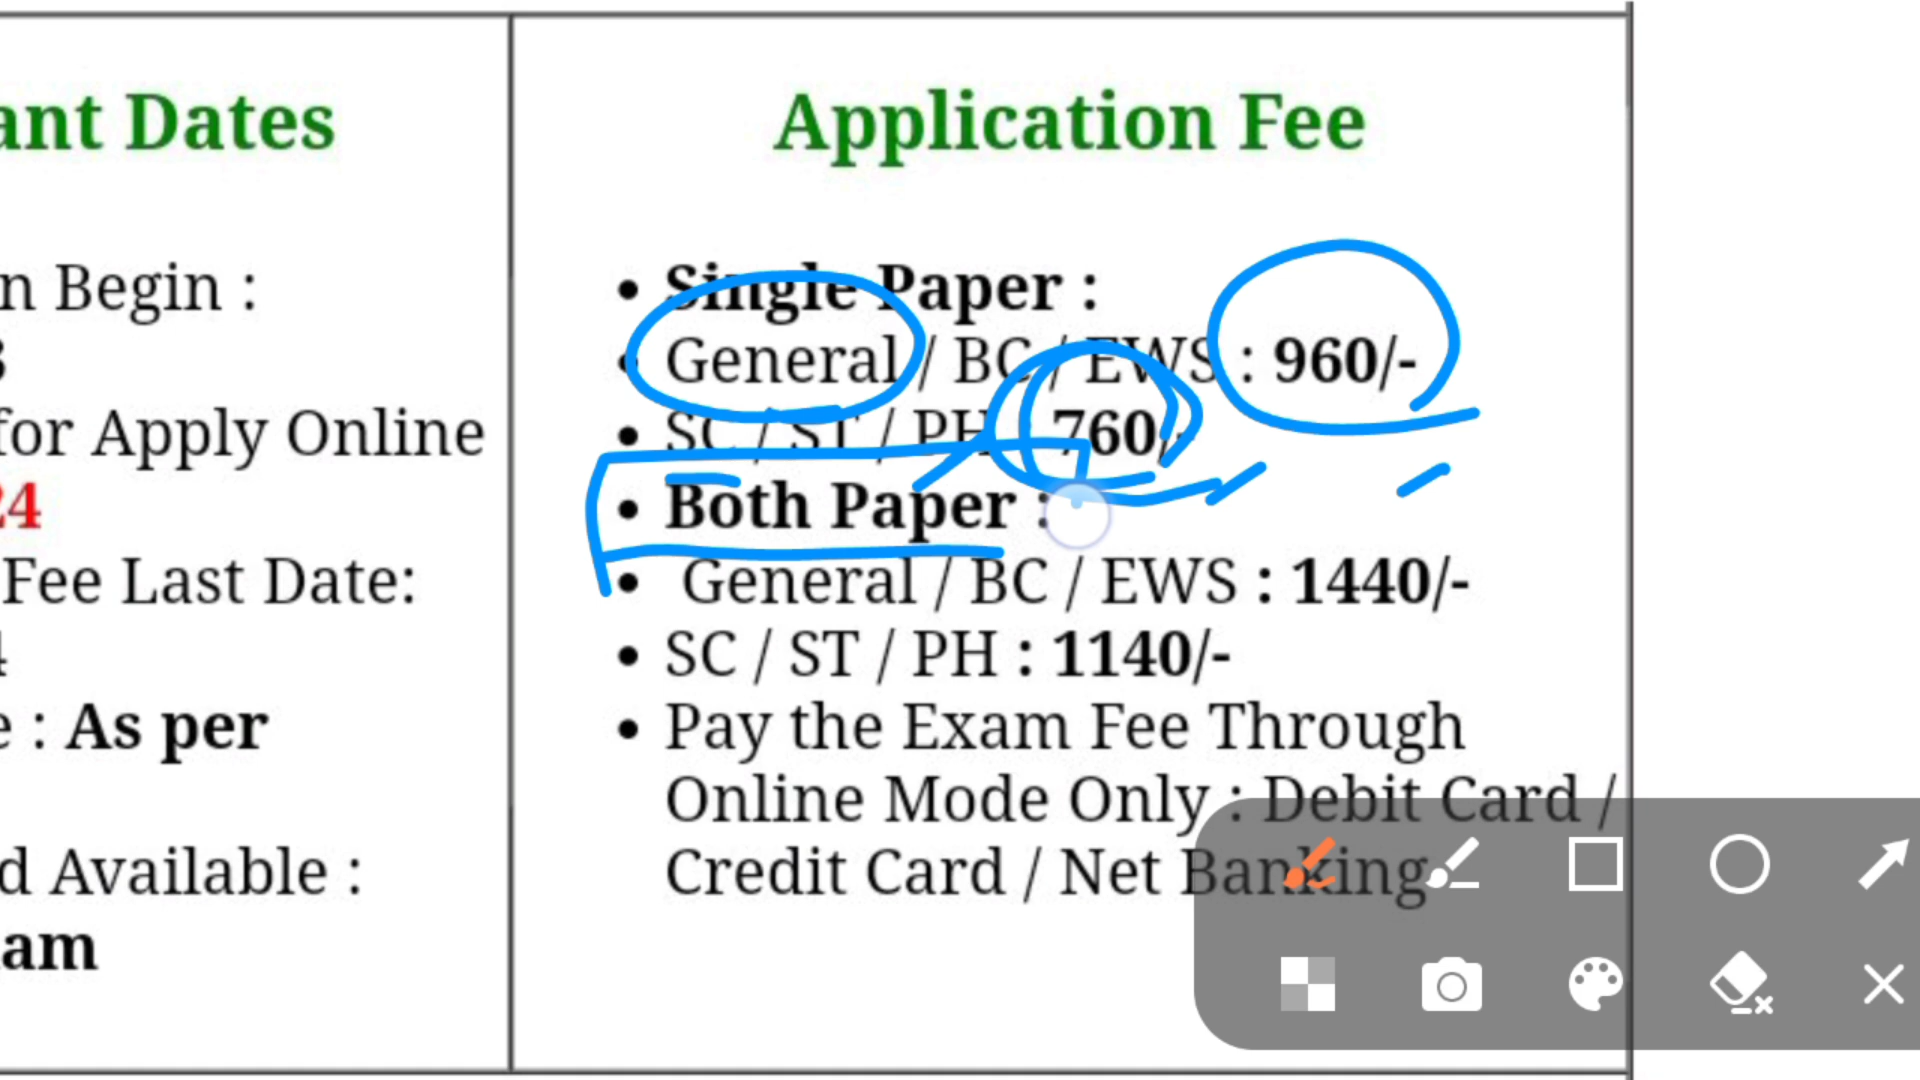 ant Dates
n Begin :
for Apply Online
24
Fee Last Date:
e : As per
d Available :
am
Application Fee
• Single Paper :
• General / BC / EWS : 960/-
• SC / ST / PH : 760/-
• Both Paper :
• General / BC / EWS : 1440/-
• SC / ST / PH : 1140/-
• Pay the Exam Fee Through
Online Mode Only : Debit Card /
Credit Card / Net Banking